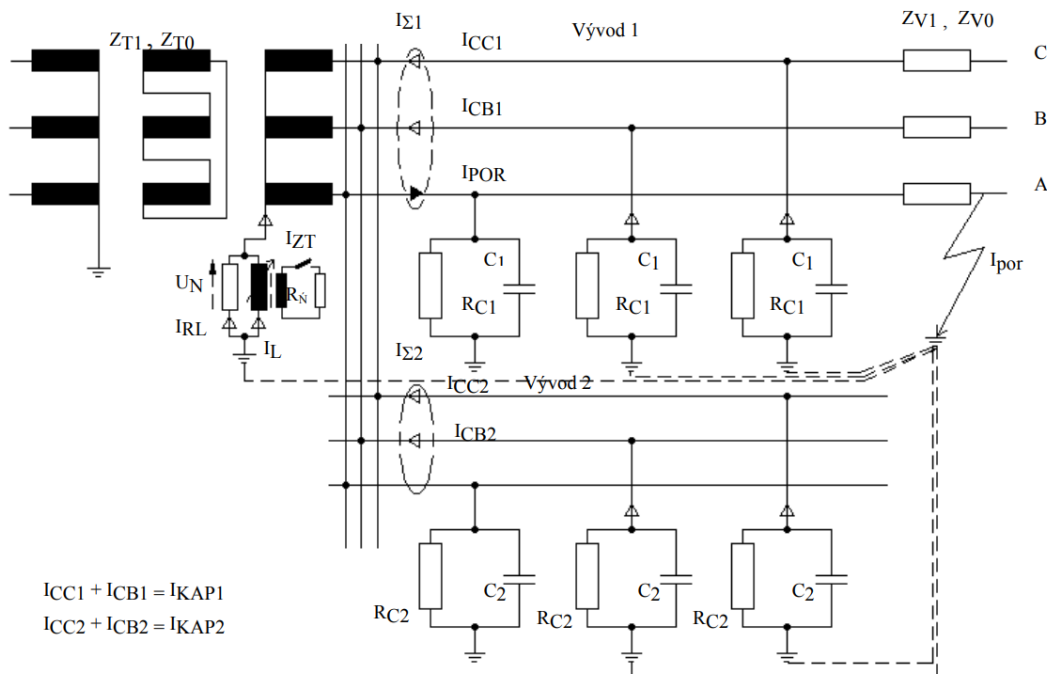 ZT1 , ZT0
IΣ1
Vývod 1
ZV1 , ZV0
ICC1
C
ICB1
B
IPOR
A
IZT
UN
RŃ
C1
C1
C1
Ipor
RC1
RC1
RC1
IRL
IL
IΣ2
Vývod 2
ICC2
ICB2
C2
C2
C2
RC2
RC2
RC2
ICC1 + ICB1 = IKAP1
ICC2 + ICB2 = IKAP2